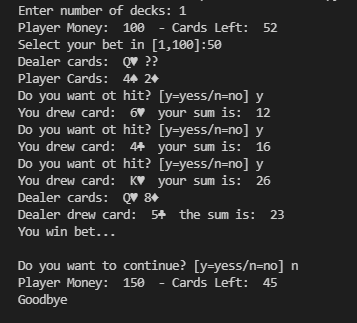 Enter number of decks: 1
Player Money:  100  - Cards Left:  52
Select your bet in [1,100]:50
Dealer cards:  Q♥ ??
Player Cards:  4♠ 2♦
Do you want ot hit? [y=yess/n=no] y
You drew card:  6♥  your sum is:  12
Do you want ot hit? [y=yess/n=no] y
You drew card:  4♣  your sum is:  16
Do you want ot hit? [y=yess/n=no] y
You drew card:  K♥  your sum is:  26
Dealer cards:  Q♥ 8♦
Dealer drew card:  5♣  the sum is:  23
You win bet...

Do you want to continue? [y=yess/n=no] n
Player Money:  150  - Cards Left:  45
Goodbye